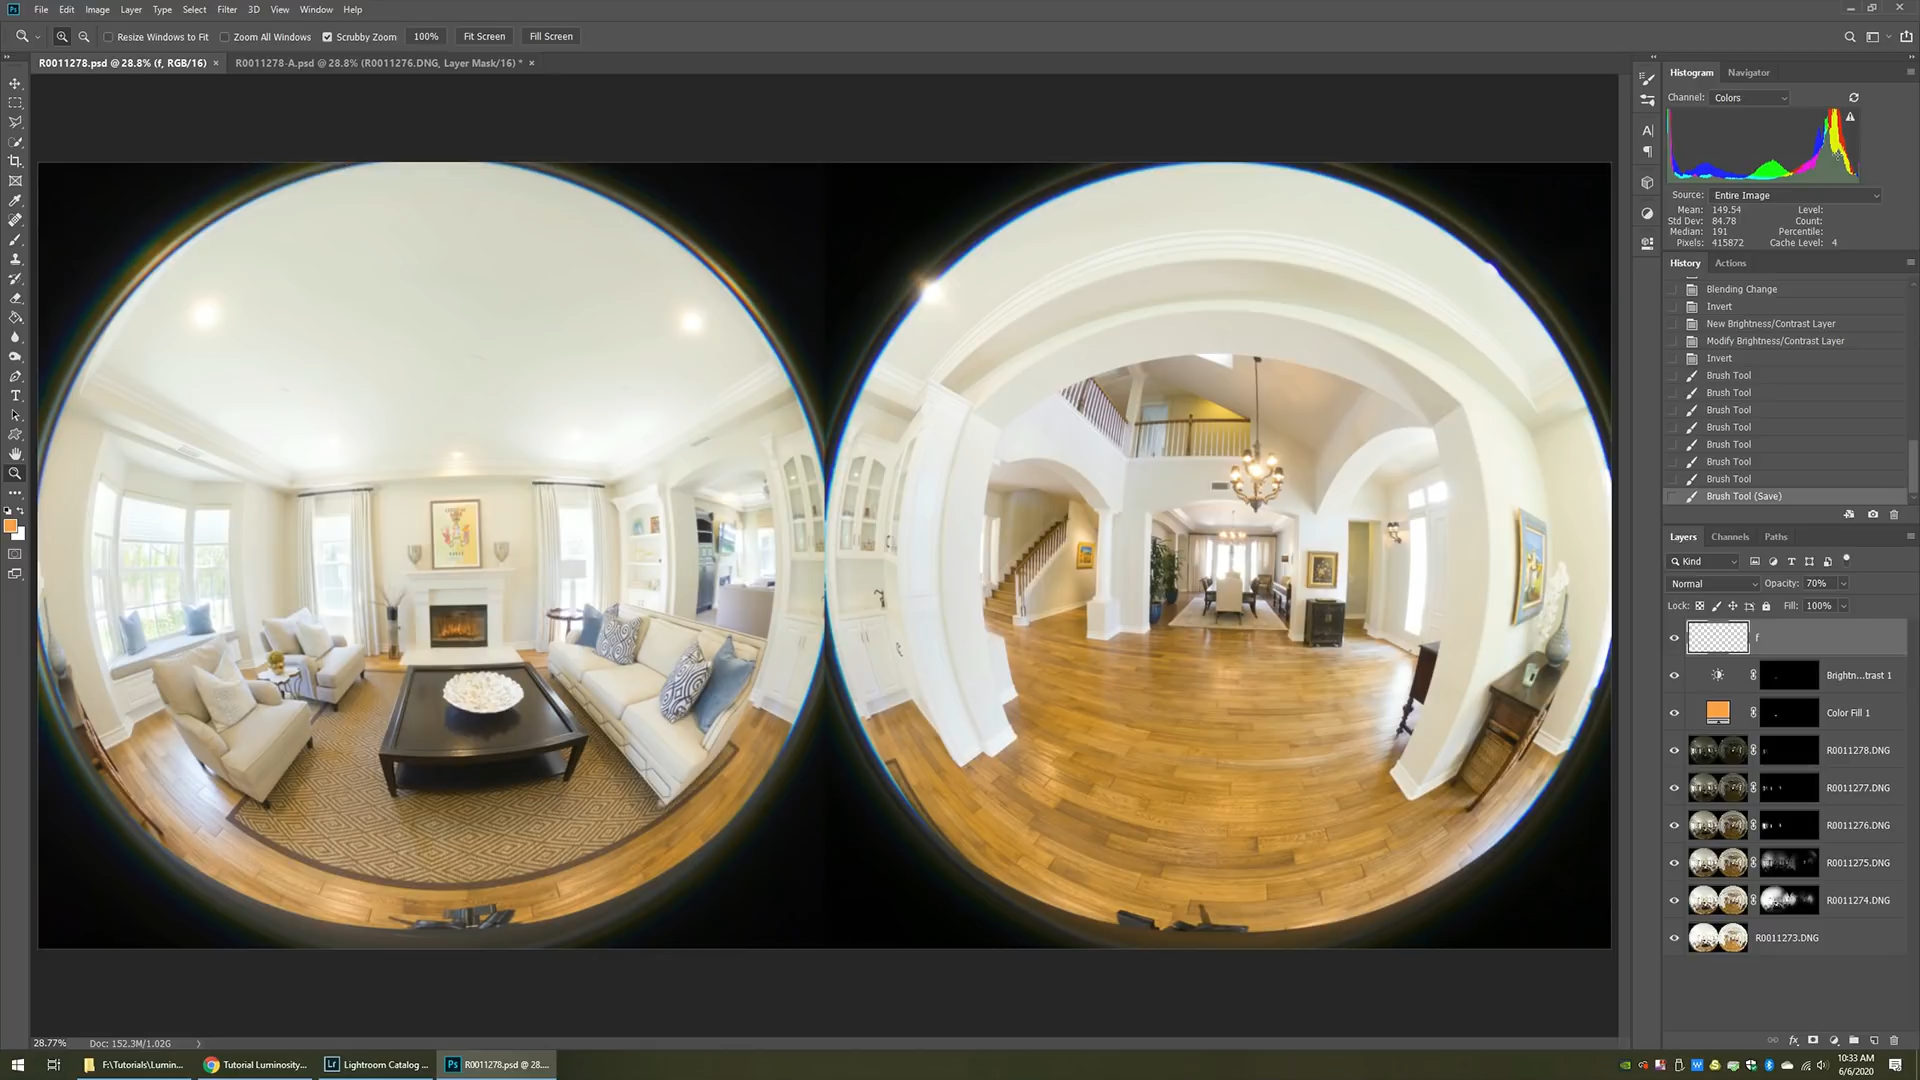 Ps File Edit Image Layer Type Select Filter 3D View Window Help
Resize Windows to Fit Zoom All Windows Scrubby Zoom 100% Fit Screen Fill Screen
R0011278.psd @ 28.8% (f, RGB/16) × R0011278-A.psd @ 28.8% (R0011276.DNG, Layer Mask/16) * ×
Histogram Navigator
Channel: Colors
Source: Entire Image
Mean: 149.54 Level:
Std Dev: 84.78 Count:
Median: 191 Percentile:
Pixels: 415872 Cache Level: 4
History Actions
Blending Change
Invert
New Brightness/Contrast Layer
Modify Brightness/Contrast Layer
Invert
Brush Tool
Brush Tool
Brush Tool
Brush Tool
Brush Tool
Brush Tool
Brush Tool
Brush Tool (Save)
Layers Channels Paths
Kind
Normal Opacity: 70%
Lock: Fill: 100%
f
Brightn...trast 1
Color Fill 1
R0011278.DNG
R0011277.DNG
R0011276.DNG
R0011275.DNG
R0011274.DNG
R0011273.DNG
28.77% Doc: 152.3M/1.02G
F:\Tutorials\Lumin... Tutorial Luminosity... Lr Lightroom Catalog ... Ps R0011278.psd @ 28....
10:33 AM
6/6/2020